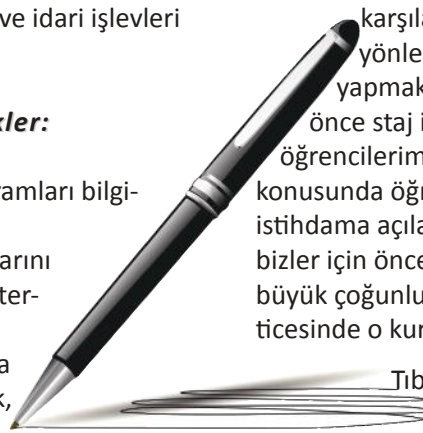 ve idari işlevleri
kler:
ramları bilgi-
arını
ter-
a
k,
karşıla
yönle
yapmak
önce staj i
öğrencilerim
konusunda öğr
istihdama açıla
bizler için önce
büyük çoğunlu
ticesinde o kur
Tıb